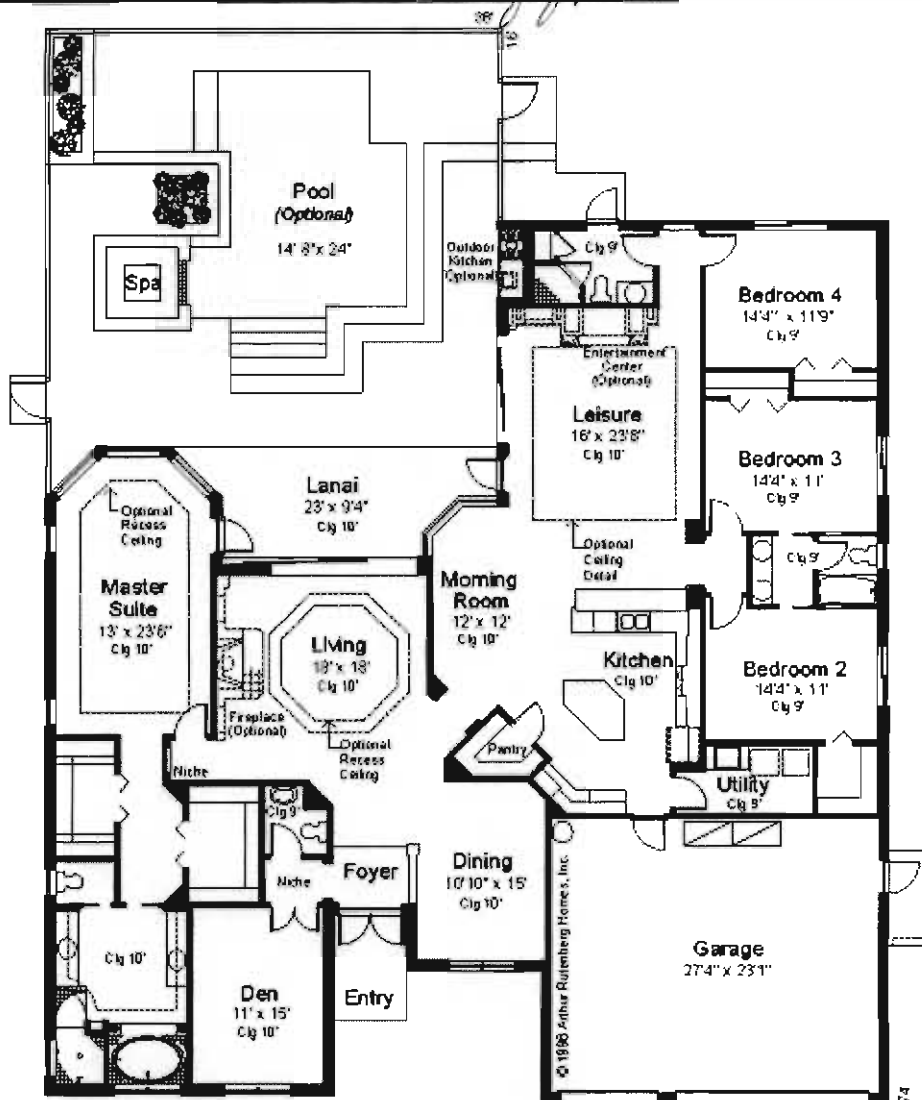 Pool
(Optional)
14' 8" x 24"
Spa
Outdoor
Kitchen
(Optional)
Clg 9'
Bedroom 4
14'4" x 11'9"
Clg 9'
Entertainment
Center
(Optional)
Leisure
16' x 23'8"
Clg 10'
Bedroom 3
14'4" x 11'
Clg 9'
Lanai
23' x 9'4"
Clg 10'
Optional
Recess
Ceiling
Master
Suite
13' x 23'6"
Clg 10'
Optional
Ceiling
Detail
Clg 9'
Morning
Room
12' x 12'
Clg 10'
Living
18' x 18'
Clg 10'
Kitchen
Clg 10'
Bedroom 2
14'4" x 11'
Clg 9'
Fireplace
(Optional)
Optional
Recess
Ceiling
Pantry
Niche
Utility
Clg 9'
Clg 9'
Niche
Foyer
Dining
10'10" x 15'
Clg 10'
Clg 10'
Den
11' x 15'
Clg 10'
Entry
Garage
27'4" x 23'1"
© 1996 Arthur Rutenberg Homes, Inc.